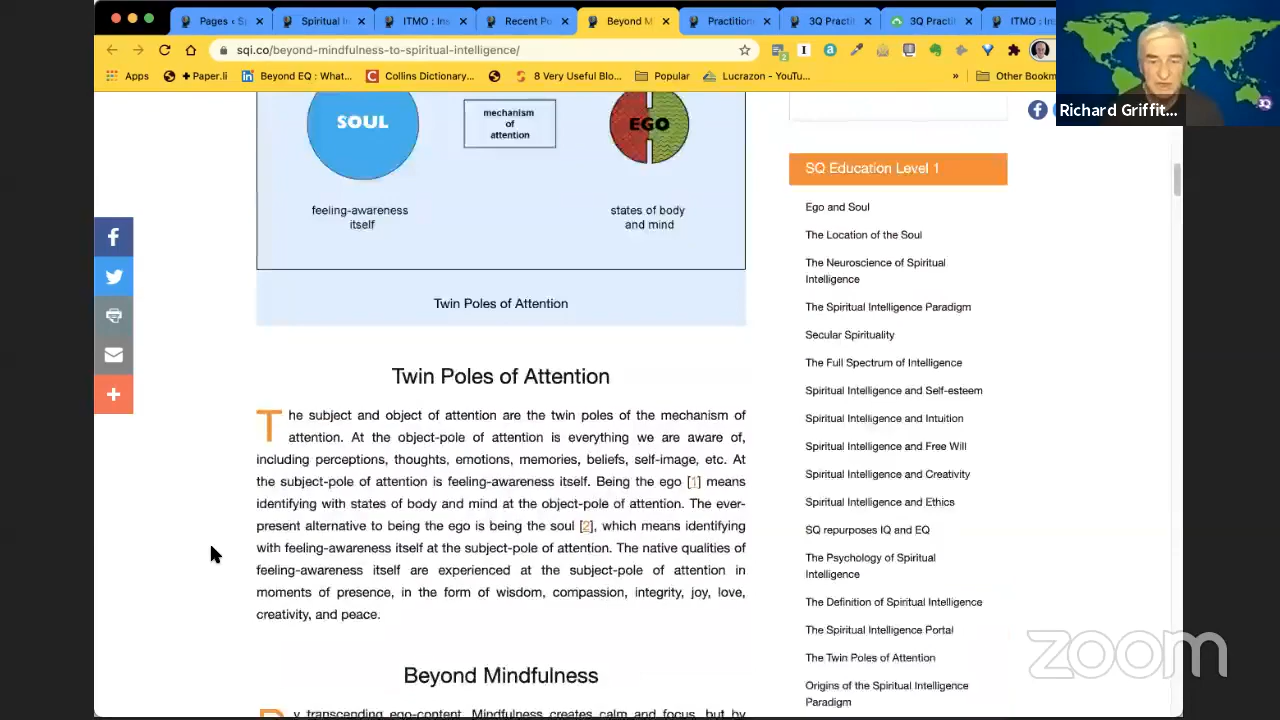 Pages ‹ S
Spiritual I
ITMO : Ins
Recent Po
Beyond M
Practition
3Q Practi
3Q Practi
ITMO : In
sqi.co/beyond-mindfulness-to-spiritual-intelligence/
Apps
Paper.li
Beyond EQ : What...
Collins Dictionary...
8 Very Useful Blo...
Popular
Lucrazon - YouTu...
»
Other Bookm
Richard Griffit...
SOUL
mechanism
of
attention
EGO
feeling-awareness
itself
states of body
and mind
Twin Poles of Attention
Twin Poles of Attention
The subject and object of attention are the twin poles of the mechanism of
attention. At the object-pole of attention is everything we are aware of,
including perceptions, thoughts, emotions, memories, beliefs, self-image, etc. At
the subject-pole of attention is feeling-awareness itself. Being the ego [1] means
identifying with states of body and mind at the object-pole of attention. The ever-
present alternative to being the ego is being the soul [2], which means identifying
with feeling-awareness itself at the subject-pole of attention. The native qualities of
feeling-awareness itself are experienced at the subject-pole of attention in
moments of presence, in the form of wisdom, compassion, integrity, joy, love,
creativity, and peace.
Beyond Mindfulness
By transcending ego-content, Mindfulness creates calm and focus, but by
SQ Education Level 1
Ego and Soul
The Location of the Soul
The Neuroscience of Spiritual
Intelligence
The Spiritual Intelligence Paradigm
Secular Spirituality
The Full Spectrum of Intelligence
Spiritual Intelligence and Self-esteem
Spiritual Intelligence and Intuition
Spiritual Intelligence and Free Will
Spiritual Intelligence and Creativity
Spiritual Intelligence and Ethics
SQ repurposes IQ and EQ
The Psychology of Spiritual
Intelligence
The Definition of Spiritual Intelligence
The Spiritual Intelligence Portal
The Twin Poles of Attention
Origins of the Spiritual Intelligence
Paradigm
zoom